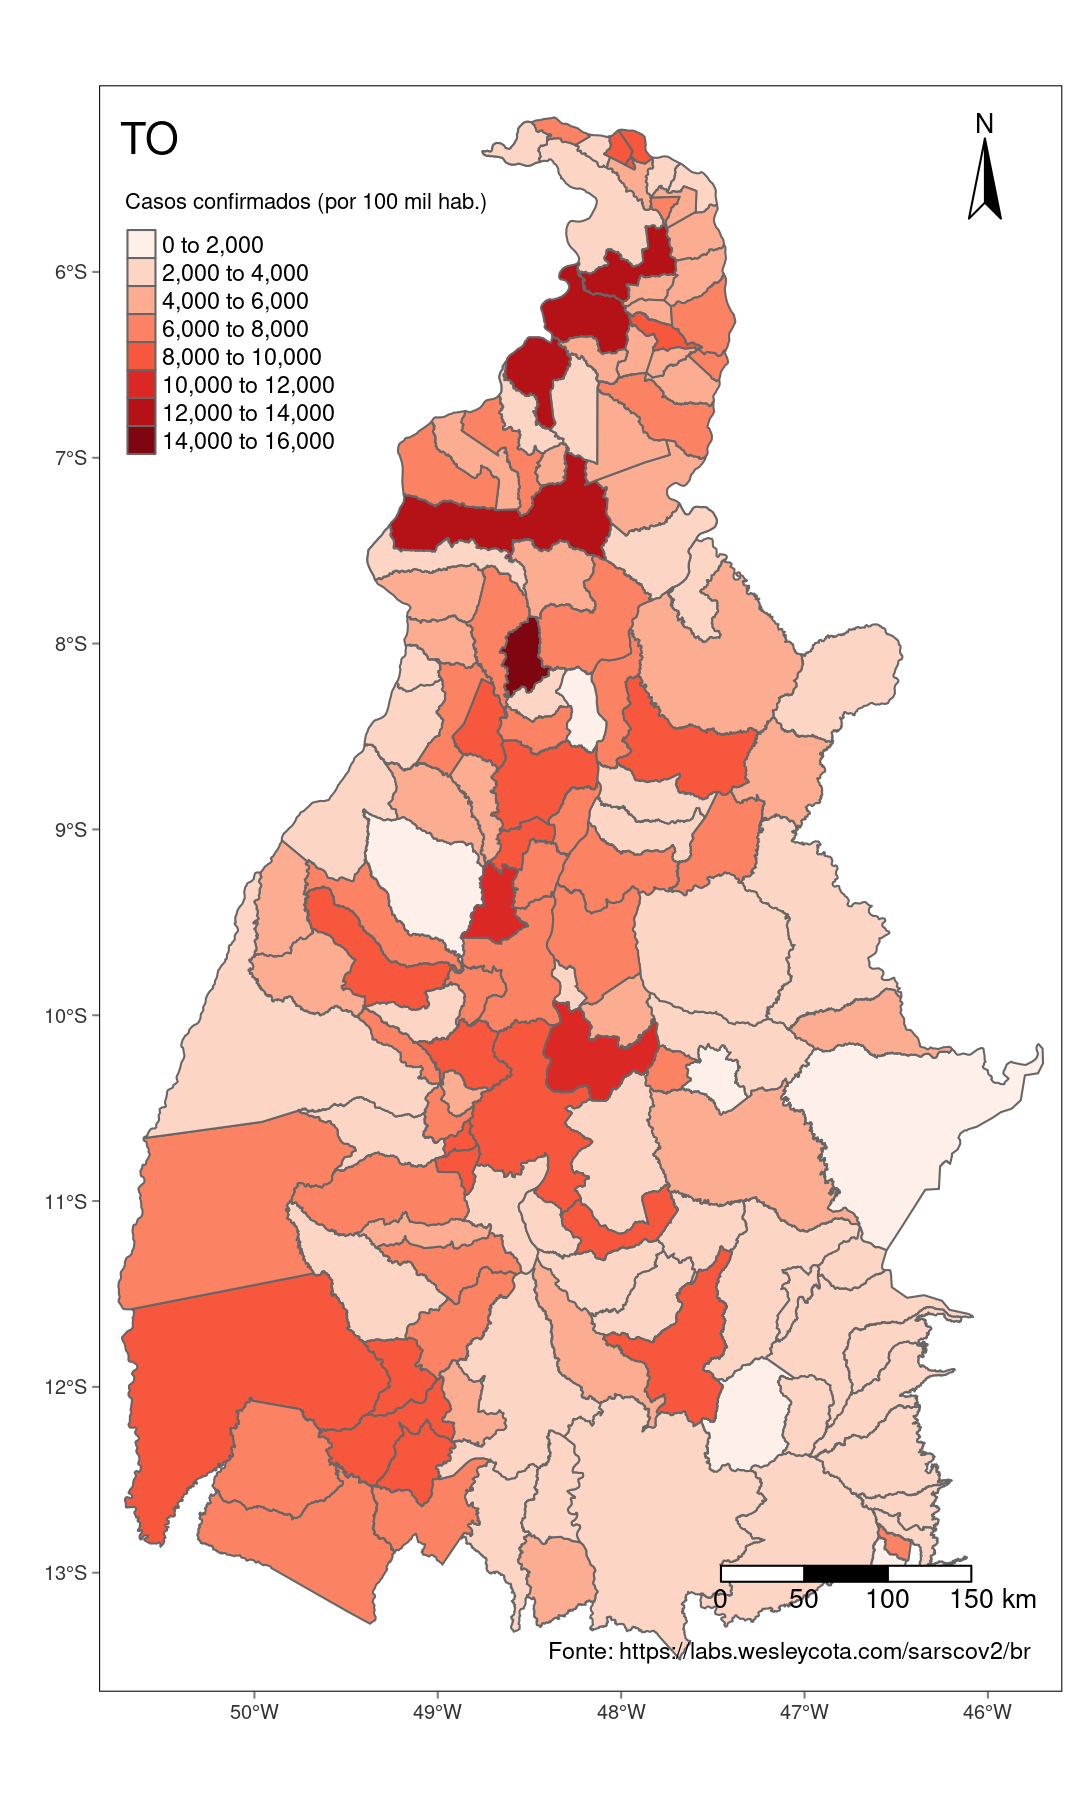 TO
N
Casos confirmados (por 100 mil hab.)
0 to 2,000
2,000 to 4,000
4,000 to 6,000
6,000 to 8,000
8,000 to 10,000
10,000 to 12,000
12,000 to 14,000
14,000 to 16,000
6°S
7°S
8°S
9°S
10°S
11°S
12°S
13°S
0 50 100 150 km
Fonte: https://labs.wesleycota.com/sarscov2/br
50°W 49°W 48°W 47°W 46°W